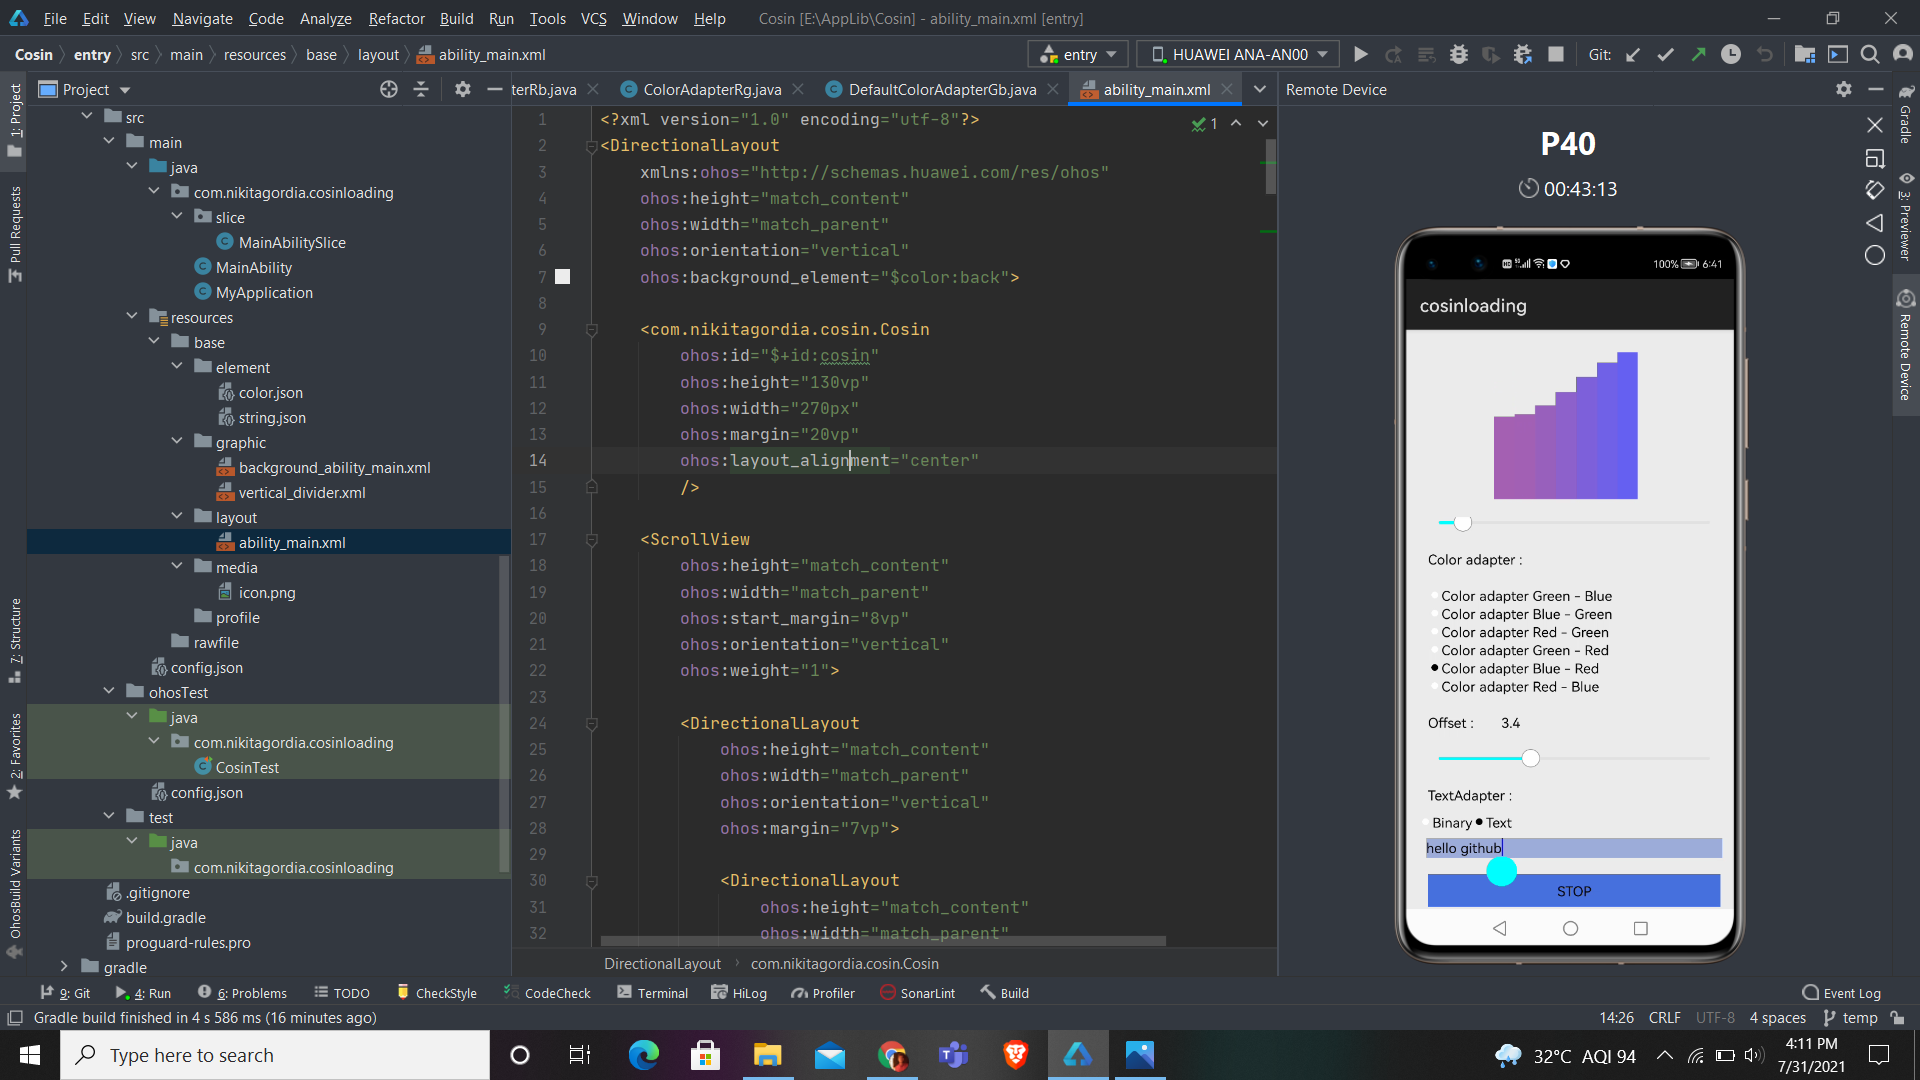 File Edit View Navigate Code Analyze Refactor Build Run Tools VCS Window Help Cosin [E:\AppLib\Cosin] - ability_main.xml [entry]
Cosin entry src main resources base layout ability_main.xml entry HUAWEI ANA-AN00 Git:
1: Project
Pull Requests
7: Structure
2: Favorites
OhosBuild Variants
Project
src
main
java
com.nikitagordia.cosinloading
slice
MainAbilitySlice
MainAbility
MyApplication
resources
base
element
color.json
string.json
graphic
background_ability_main.xml
vertical_divider.xml
layout
ability_main.xml
media
icon.png
profile
rawfile
config.json
ohosTest
java
com.nikitagordia.cosinloading
CosinTest
config.json
test
java
com.nikitagordia.cosinloading
.gitignore
build.gradle
proguard-rules.pro
gradle
terRb.java ColorAdapterRg.java DefaultColorAdapterGb.java ability_main.xml
1
1 <?xml version="1.0" encoding="utf-8"?>
2 <DirectionalLayout
3 xmlns:ohos="http://schemas.huawei.com/res/ohos"
4 ohos:height="match_content"
5 ohos:width="match_parent"
6 ohos:orientation="vertical"
7 ohos:background_element="$color:back">
8
9 <com.nikitagordia.cosin.Cosin
10 ohos:id="$+id:cosin"
11 ohos:height="130vp"
12 ohos:width="270px"
13 ohos:margin="20vp"
14 ohos:layout_alignment="center"
15 />
16
17 <ScrollView
18 ohos:height="match_content"
19 ohos:width="match_parent"
20 ohos:start_margin="8vp"
21 ohos:orientation="vertical"
22 ohos:weight="1">
23
24 <DirectionalLayout
25 ohos:height="match_content"
26 ohos:width="match_parent"
27 ohos:orientation="vertical"
28 ohos:margin="7vp">
29
30 <DirectionalLayout
31 ohos:height="match_content"
32 ohos:width="match_parent"
DirectionalLayout com.nikitagordia.cosin.Cosin
Remote Device
P40
00:43:13
100% 6:41
cosinloading
Color adapter :
Color adapter Green - Blue
Color adapter Blue - Green
Color adapter Red - Green
Color adapter Green - Red
Color adapter Blue - Red
Color adapter Red - Blue
Offset : 3.4
TextAdapter :
Binary Text
hello github
STOP
Gradle
3: Previewer
Remote Device
9: Git 4: Run 6: Problems TODO CheckStyle CodeCheck Terminal HiLog Profiler SonarLint Build Event Log
Gradle build finished in 4 s 586 ms (16 minutes ago) 14:26 CRLF UTF-8 4 spaces temp
Type here to search 32°C AQI 94 4:11 PM
7/31/2021